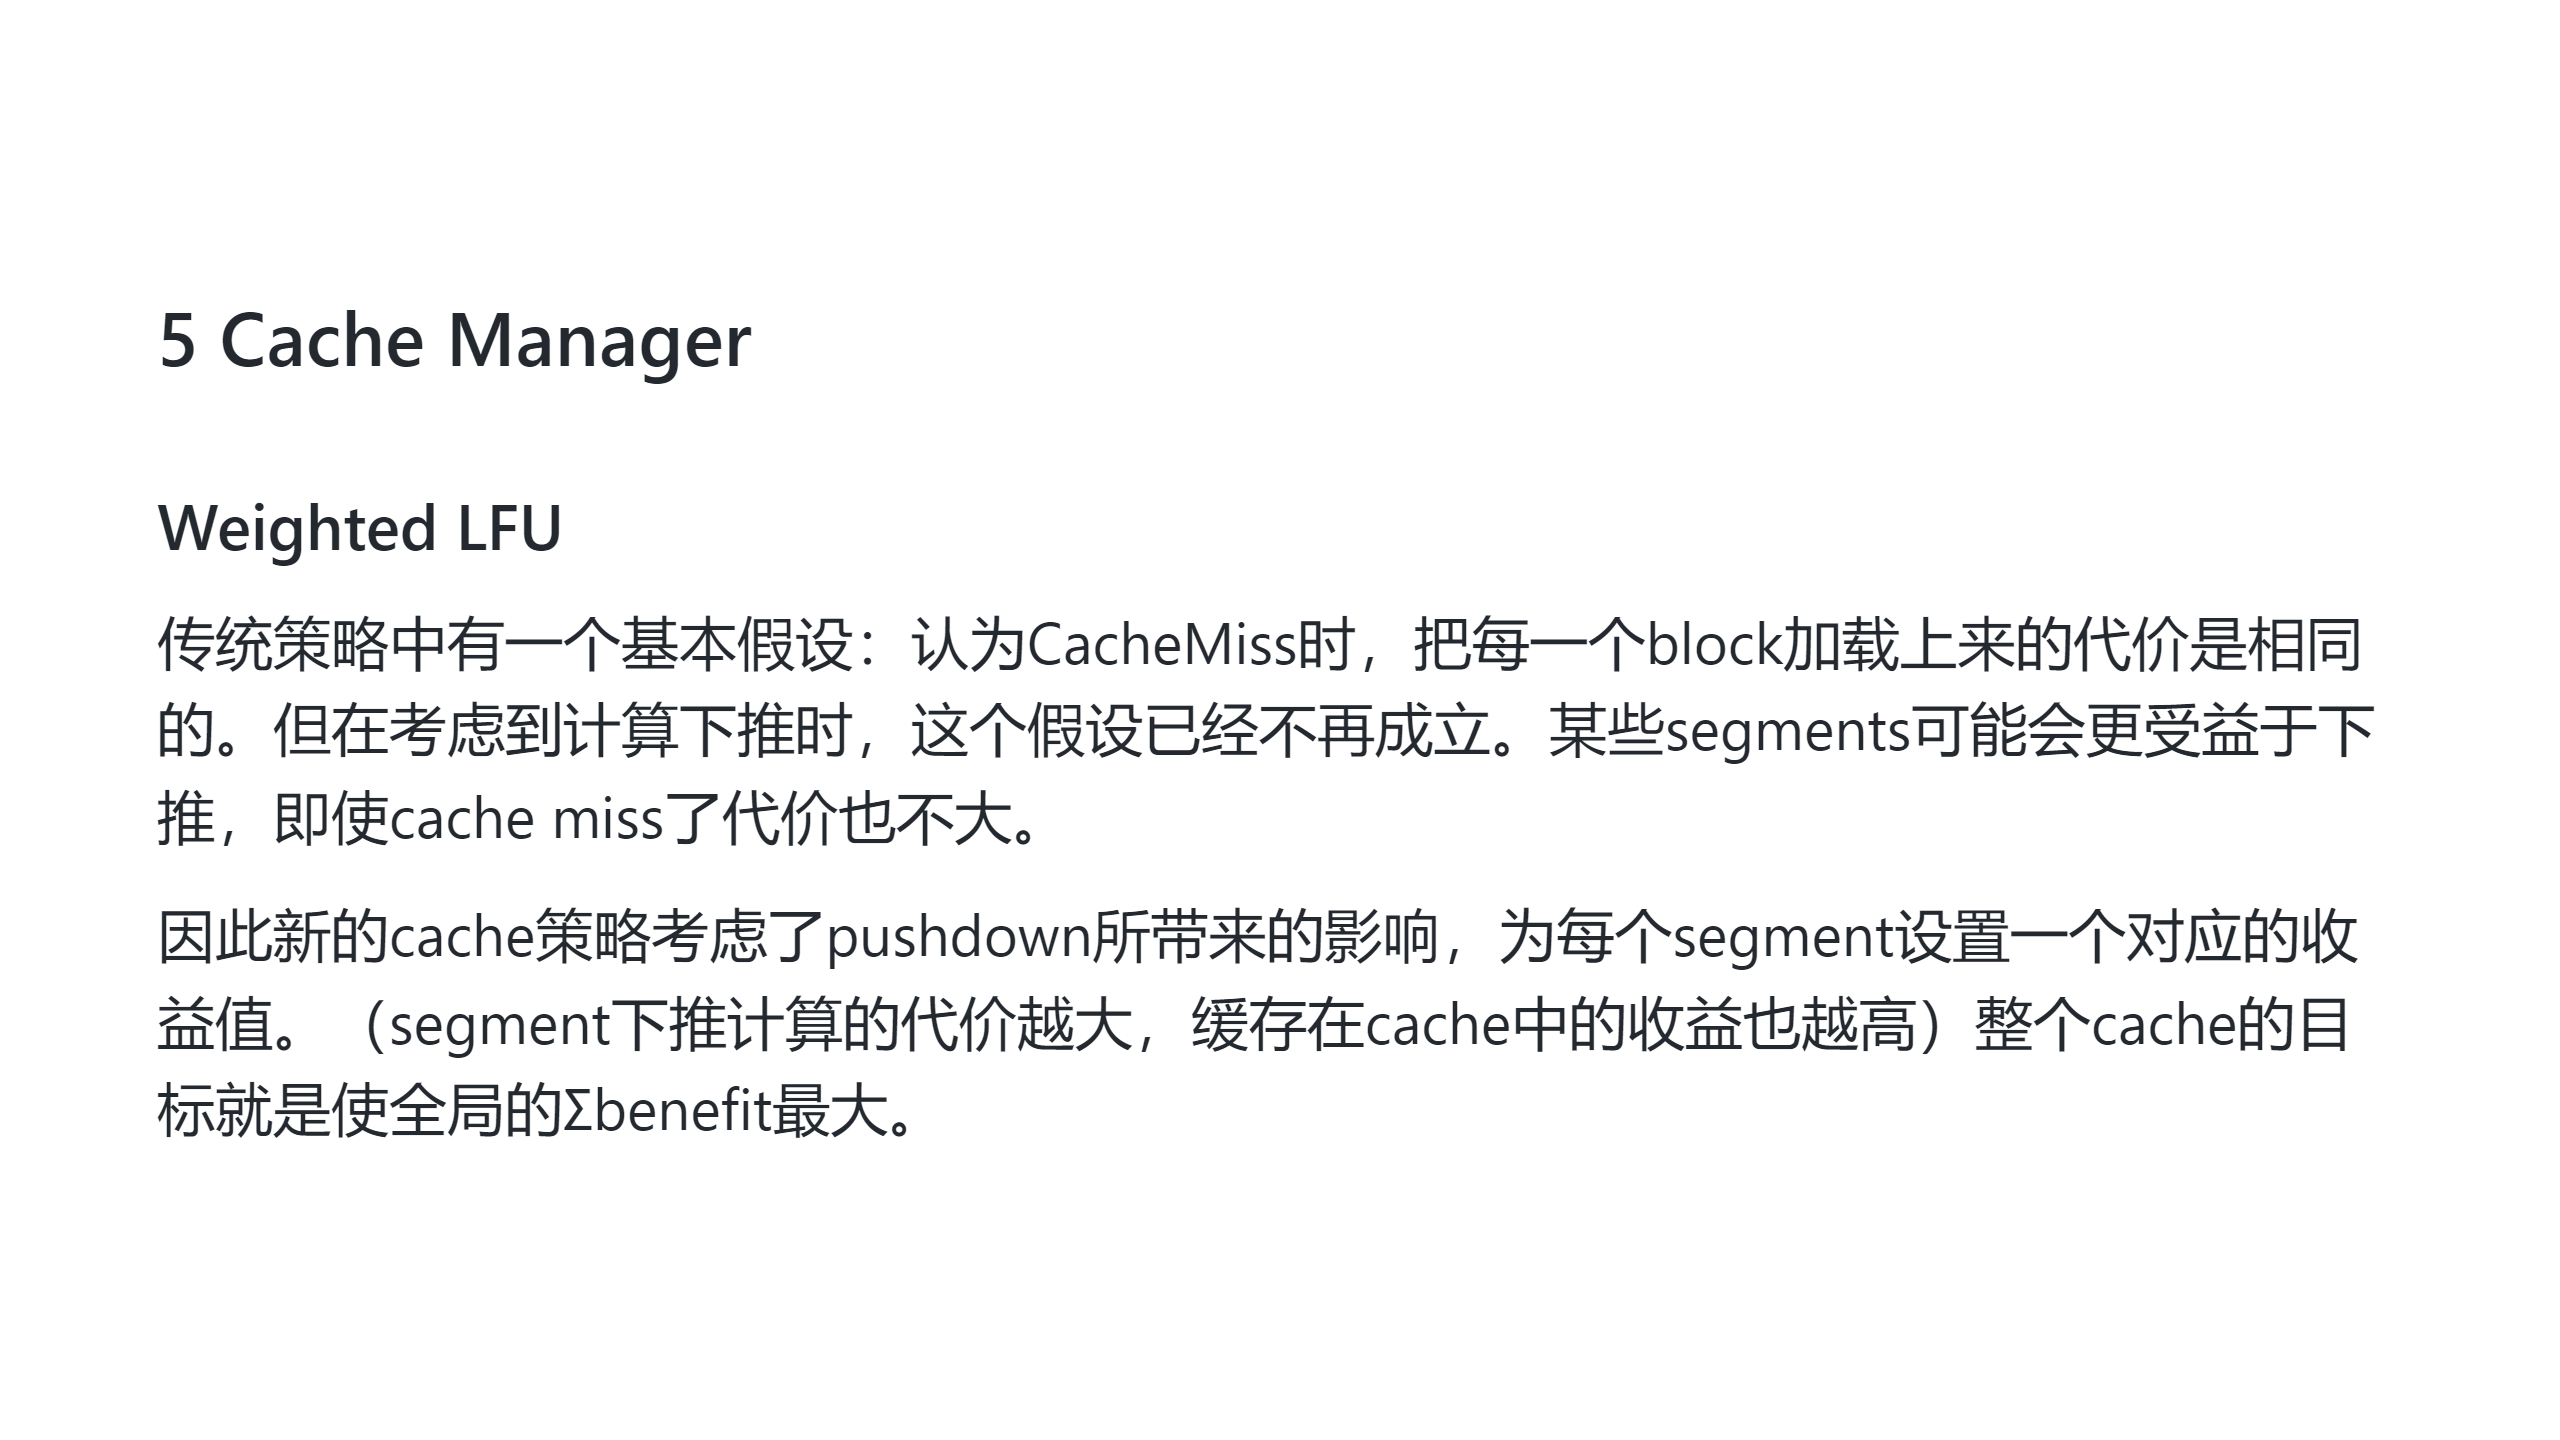 5 Cache Manager
Weighted LFU
传统策略中有一个基本假设：认为CacheMiss时，把每一个block加载上来的代价是相同
的。但在考虑到计算下推时，这个假设已经不再成立。某些segments可能会更受益于下
推，即使cache miss了代价也不大。
因此新的cache策略考虑了pushdown所带来的影响，为每个segment设置一个对应的收
益值。（segment下推计算的代价越大，缓存在cache中的收益也越高）整个cache的目
标就是使全局的Σbenefit最大。